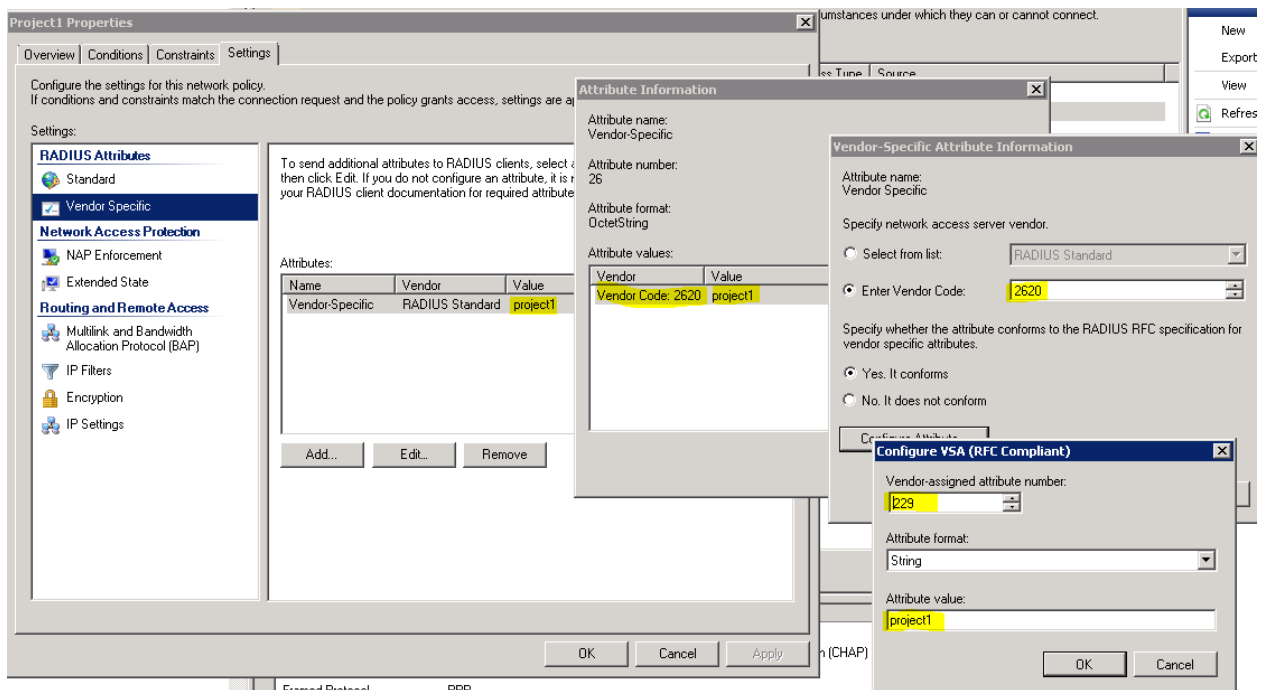 Project1 Properties
Overview
Conditions
Constraints
Settings
Configure the settings for this network policy.
If conditions and constraints match the connection request and the policy grants access, settings are
Settings:
RADIUS Attributes
Standard
Vendor Specific
Network Access Protection
NAP Enforcement
Extended State
Routing and Remote Access
Multilink and Bandwidth
Allocation Protocol (BAP)
IP Filters
Encryption
IP Settings
To send additional attributes to RADIUS clients, select
then click Edit. If you do not configure an attribute, it is
your RADIUS client documentation for required attribute
Attributes:
Name Vendor Value
Vendor-Specific RADIUS Standard project1
Add... Edit... Remove
OK Cancel Apply
umstances under which they can or cannot connect.
ss Type Source
New
Export
View
Refres
Attribute Information
Attribute name:
Vendor-Specific
Attribute number:
26
Attribute format:
OctetString
Attribute values:
Vendor Value
Vendor Code: 2620 project1
Vendor-Specific Attribute Information
Attribute name:
Vendor Specific
Specify network access server vendor.
Select from list: RADIUS Standard
Enter Vendor Code: 2620
Specify whether the attribute conforms to the RADIUS RFC specification for
vendor specific attributes.
Yes. It conforms
No. It does not conform
Configure VSA (RFC Compliant)
Vendor-assigned attribute number:
229
Attribute format:
String
Attribute value:
project1
OK Cancel
(CHAP)
Framed Protocol PPP